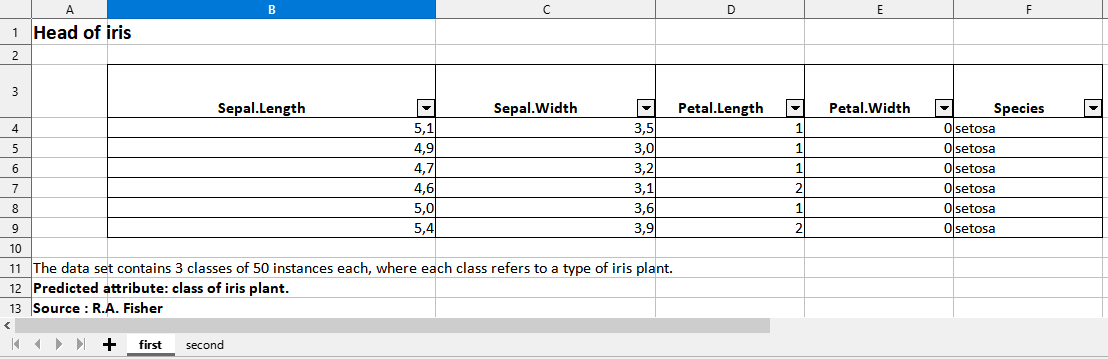 A B C D E F
1 Head of iris
2
3 Sepal.Length Sepal.Width Petal.Length Petal.Width Species
4 5,1 3,5 1 0 setosa
5 4,9 3,0 1 0 setosa
6 4,7 3,2 1 0 setosa
7 4,6 3,1 2 0 setosa
8 5,0 3,6 1 0 setosa
9 5,4 3,9 2 0 setosa
10
11 The data set contains 3 classes of 50 instances each, where each class refers to a type of iris plant.
12 Predicted attribute: class of iris plant.
13 Source : R.A. Fisher
first second